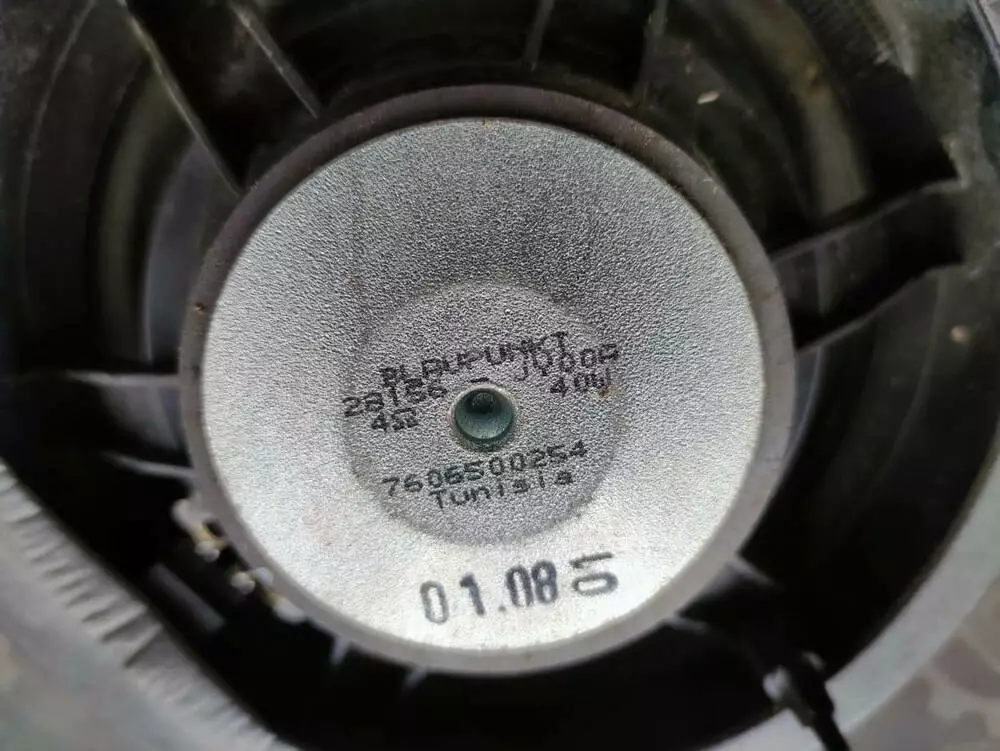 BLAUPUNKT
28156 - JY00A
4Ω 40W
7606500254
Tunisia
01.08